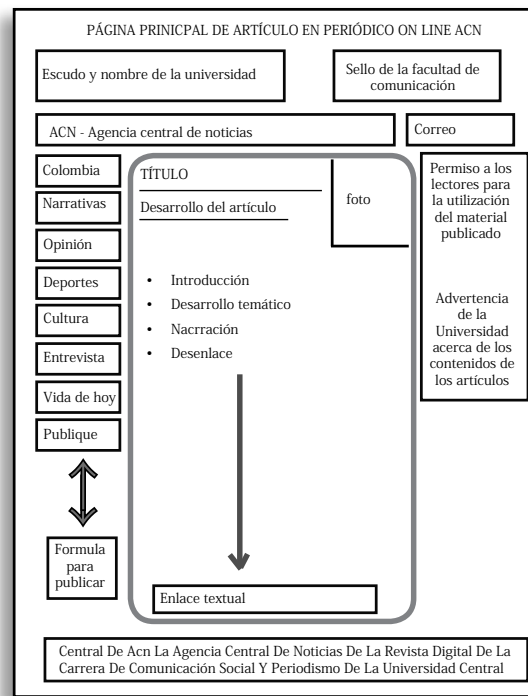 PÁGINA PRINICPAL DE ARTÍCULO EN PERIÓDICO ON LINE ACN
Escudo y nombre de la universidad
Sello de la facultad de
comunicación
ACN - Agencia central de noticias
Correo
Colombia
Narrativas
Opinión
Deportes
Cultura
Entrevista
Vida de hoy
Publique
Formula
para
publicar
TÍTULO
Desarrollo del artículo
foto
• Introducción
• Desarrollo temático
• Nacrración
• Desenlace
Enlace textual
Permiso a los
lectores para
la utilización
del material
publicado
Advertencia
de la
Universidad
acerca de los
contenidos de
los artículos
Central De Acn La Agencia Central De Noticias De La Revista Digital De La
Carrera De Comunicación Social Y Periodismo De La Universidad Central